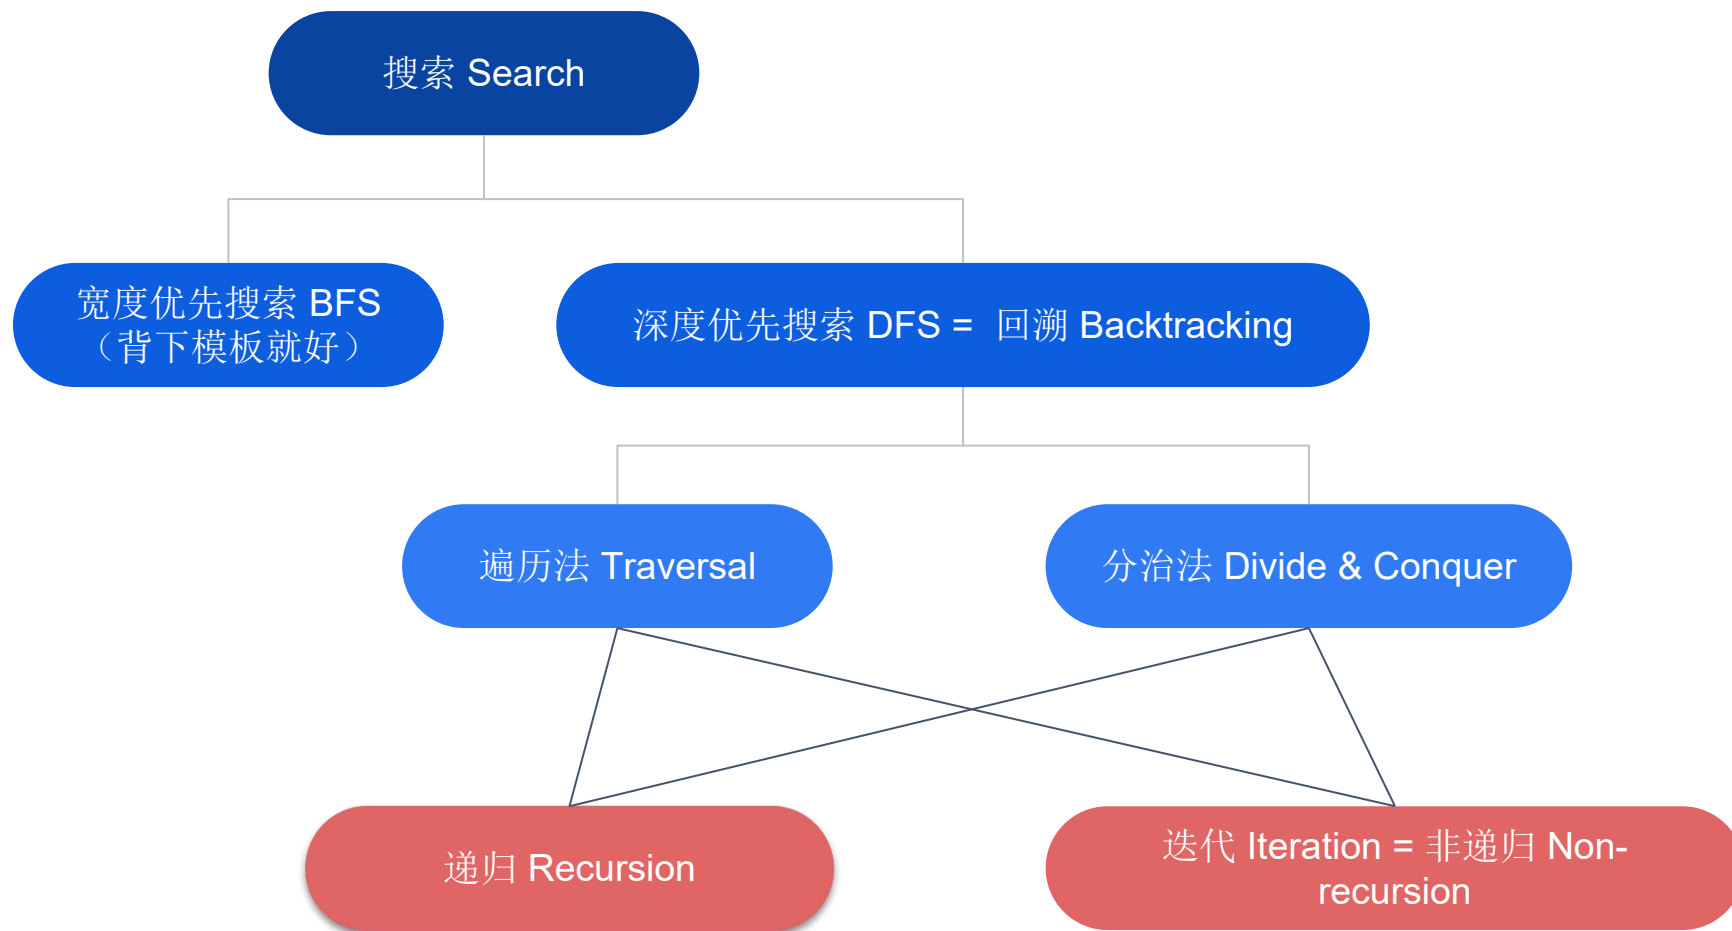 搜索 Search
宽度优先搜索 BFS
（背下模板就好）
深度优先搜索 DFS = 回溯 Backtracking
遍历法 Traversal
分治法 Divide & Conquer
递归 Recursion
迭代 Iteration = 非递归 Non-
recursion